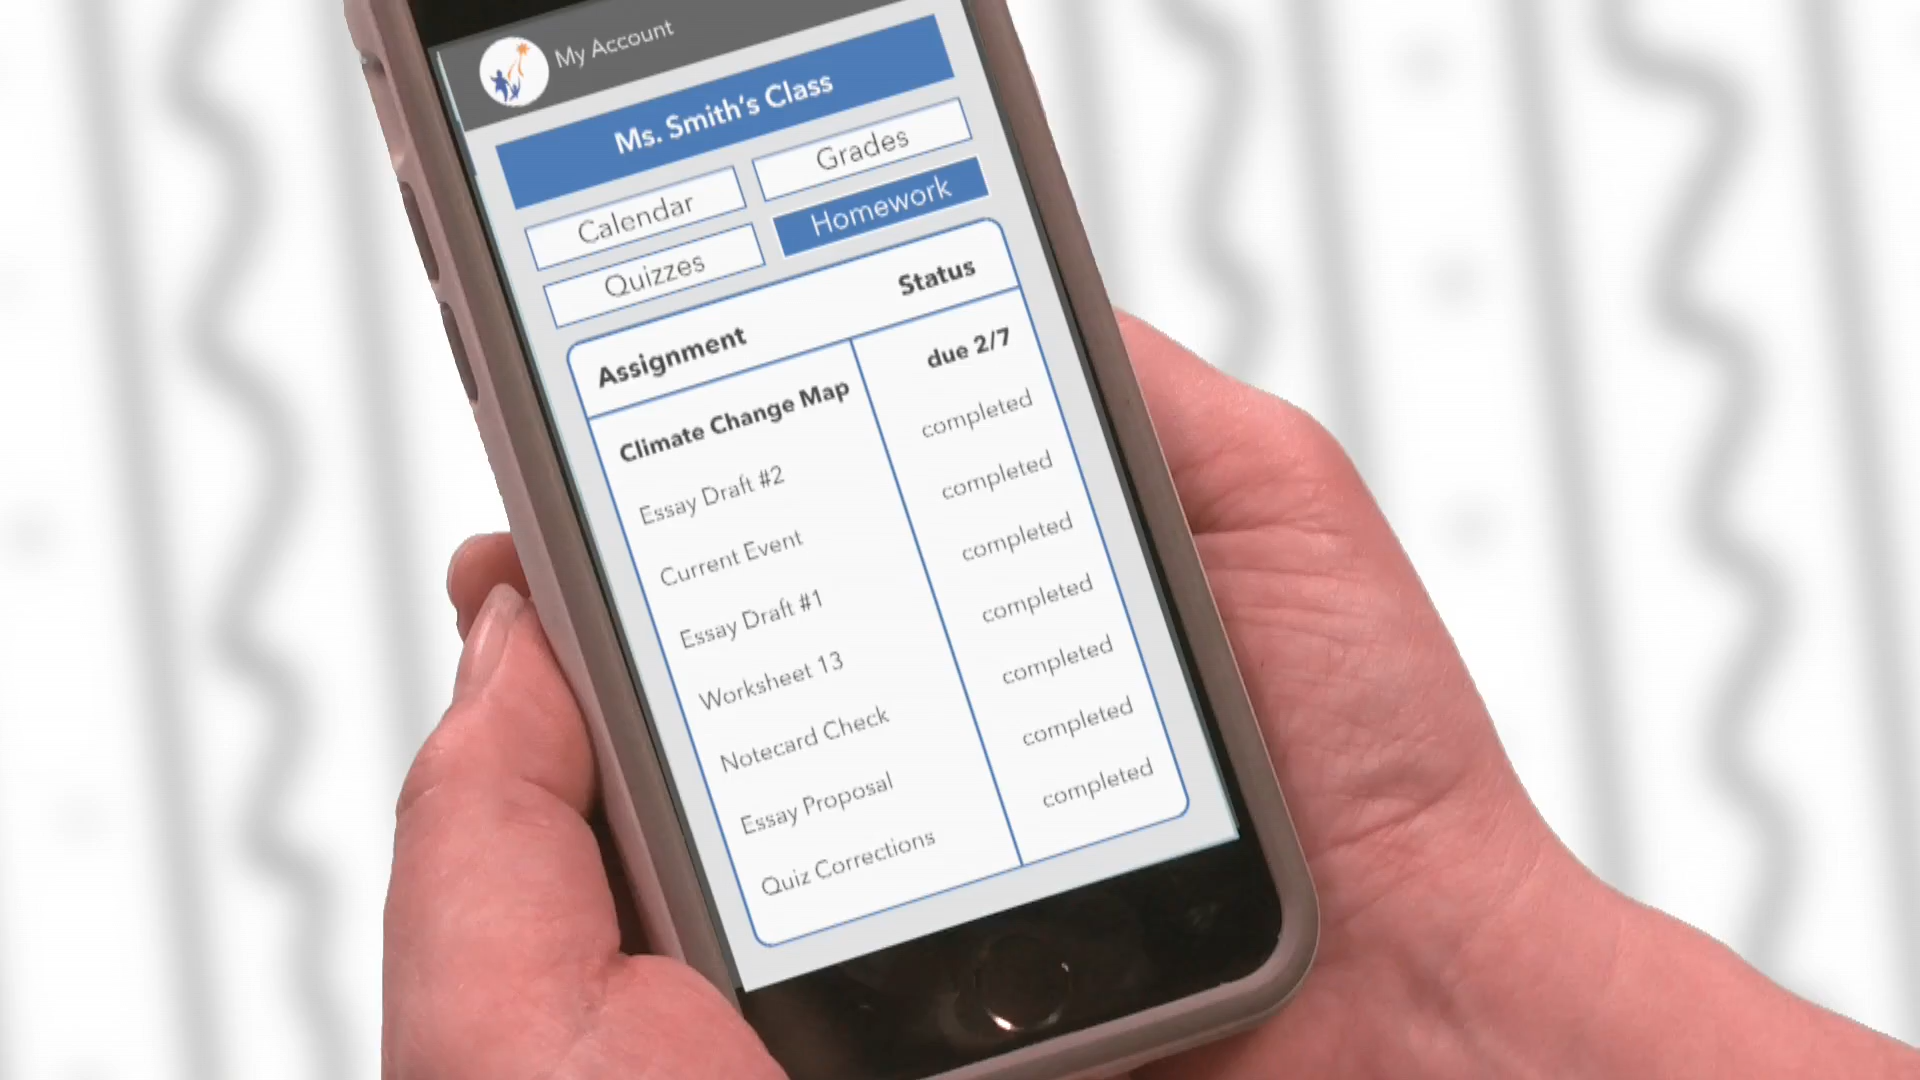 My Account
Ms. Smith's Class
Calendar
Grades
Quizzes
Homework
Assignment Status
Climate Change Map due 2/7
Essay Draft #2 completed
Current Event completed
Essay Draft #1 completed
Worksheet 13 completed
Notecard Check completed
Essay Proposal completed
Quiz Corrections completed